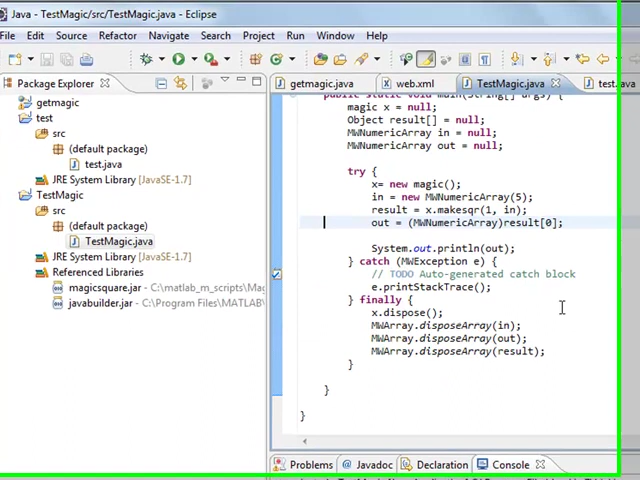 Java - TestMagic/src/TestMagic.java - Eclipse
File Edit Source Refactor Navigate Search Project Run Window Help
Package Explorer
getmagic.java web.xml TestMagic.java test.java
getmagic
test
src
(default package)
test.java
JRE System Library [JavaSE-1.7]
TestMagic
src
(default package)
TestMagic.java
JRE System Library [JavaSE-1.7]
Referenced Libraries
magicsquare.jar - C:\matlab_m_scripts\Mag
javabuilder.jar - C:\Program Files\MATLAB\
public static void main(String[] args) {
magic x = null;
Object result[] = null;
MWNumericArray in = null;
MWNumericArray out = null;
try {
x= new magic();
in = new MWNumericArray(5);
result = x.makesqr(1, in);
out = (MWNumericArray)result[0];
System.out.println(out);
} catch (MWException e) {
// TODO Auto-generated catch block
e.printStackTrace();
} finally {
x.dispose();
MWArray.disposeArray(in);
MWArray.disposeArray(out);
MWArray.disposeArray(result);
}
}
}
Problems @ Javadoc Declaration Console